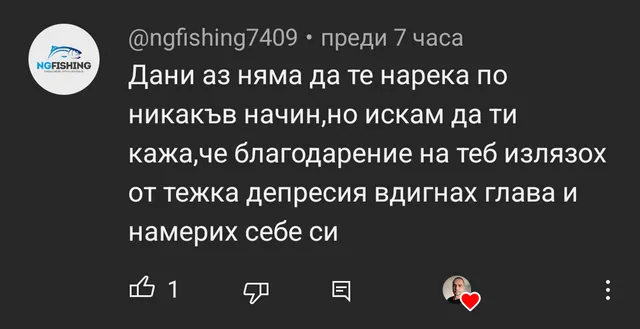 @ngfishing7409 • преди 7 часа
NGFISHING
Дани аз няма да те нарека по
никакъв начин,но искам да ти
кажа,че благодарение на теб излязох
от тежка депресия вдигнах глава и
намерих себе си
1